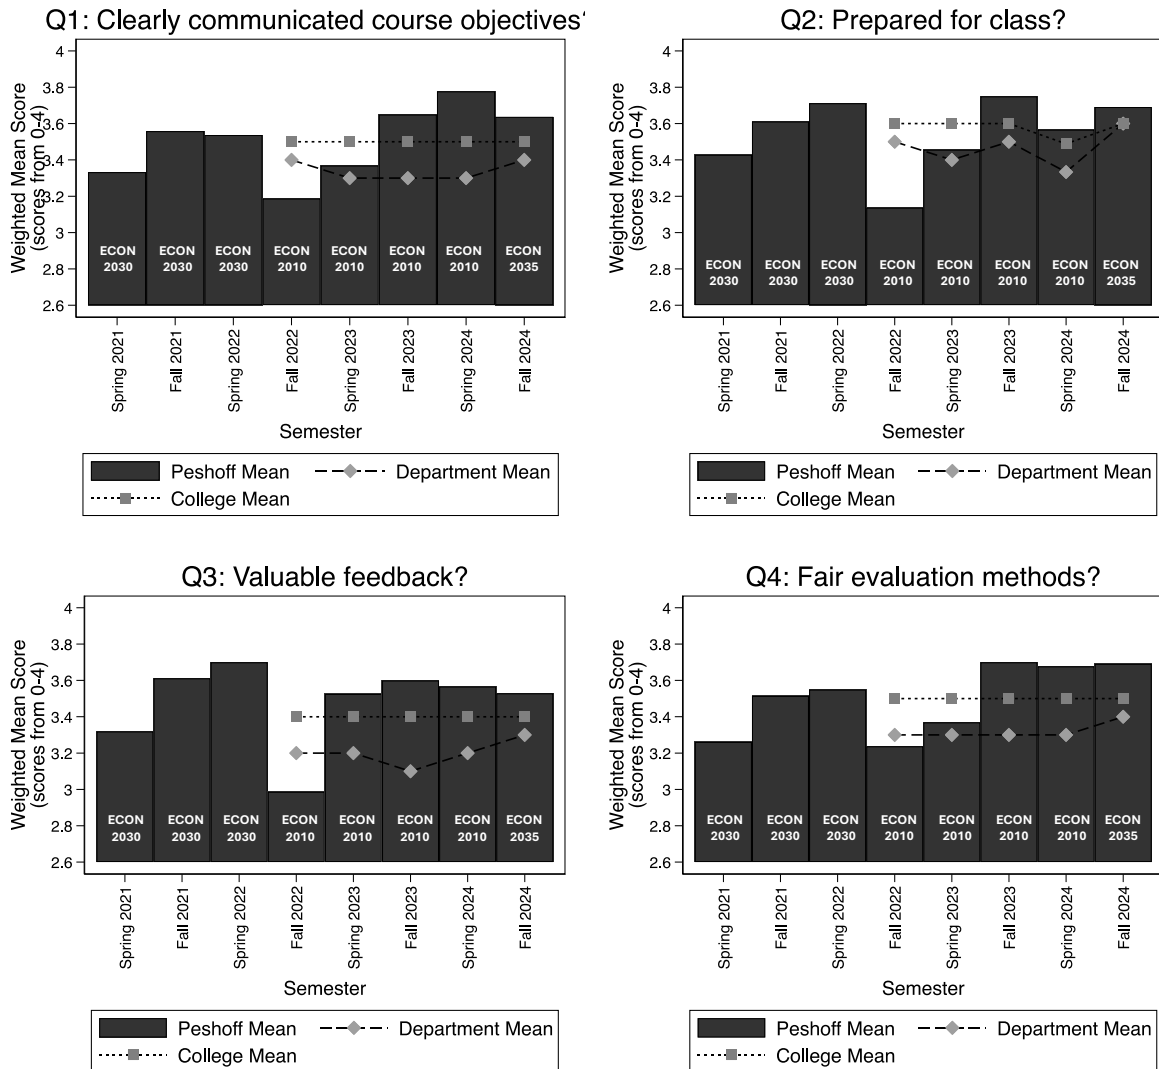 Q1: Clearly communicated course objectives?
Weighted Mean Score
(scores from 0-4)
4
3.8
3.6
3.4
3.2
3
2.8
2.6
ECON 2030
ECON 2030
ECON 2030
ECON 2010
ECON 2010
ECON 2010
ECON 2010
ECON 2035
Spring 2021
Fall 2021
Spring 2022
Fall 2022
Spring 2023
Fall 2023
Spring 2024
Fall 2024
Semester
Peshoff Mean
Department Mean
College Mean
Q2: Prepared for class?
Weighted Mean Score
(scores from 0-4)
4
3.8
3.6
3.4
3.2
3
2.8
2.6
ECON 2030
ECON 2030
ECON 2030
ECON 2010
ECON 2010
ECON 2010
ECON 2010
ECON 2035
Spring 2021
Fall 2021
Spring 2022
Fall 2022
Spring 2023
Fall 2023
Spring 2024
Fall 2024
Semester
Peshoff Mean
Department Mean
College Mean
Q3: Valuable feedback?
Weighted Mean Score
(scores from 0-4)
4
3.8
3.6
3.4
3.2
3
2.8
2.6
ECON 2030
ECON 2030
ECON 2030
ECON 2010
ECON 2010
ECON 2010
ECON 2010
ECON 2035
Spring 2021
Fall 2021
Spring 2022
Fall 2022
Spring 2023
Fall 2023
Spring 2024
Fall 2024
Semester
Peshoff Mean
Department Mean
College Mean
Q4: Fair evaluation methods?
Weighted Mean Score
(scores from 0-4)
4
3.8
3.6
3.4
3.2
3
2.8
2.6
ECON 2030
ECON 2030
ECON 2030
ECON 2010
ECON 2010
ECON 2010
ECON 2010
ECON 2035
Spring 2021
Fall 2021
Spring 2022
Fall 2022
Spring 2023
Fall 2023
Spring 2024
Fall 2024
Semester
Peshoff Mean
Department Mean
College Mean